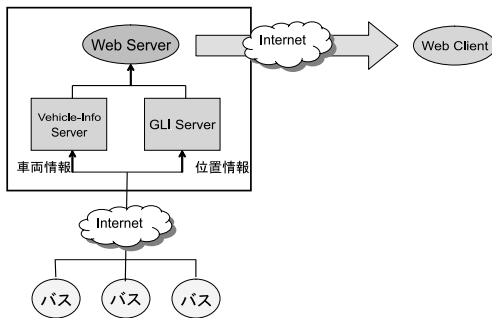 Web Server
Internet
Web Client
Vehicle-Info
Server
GLI Server
車両情報
位置情報
Internet
バス
バス
バス